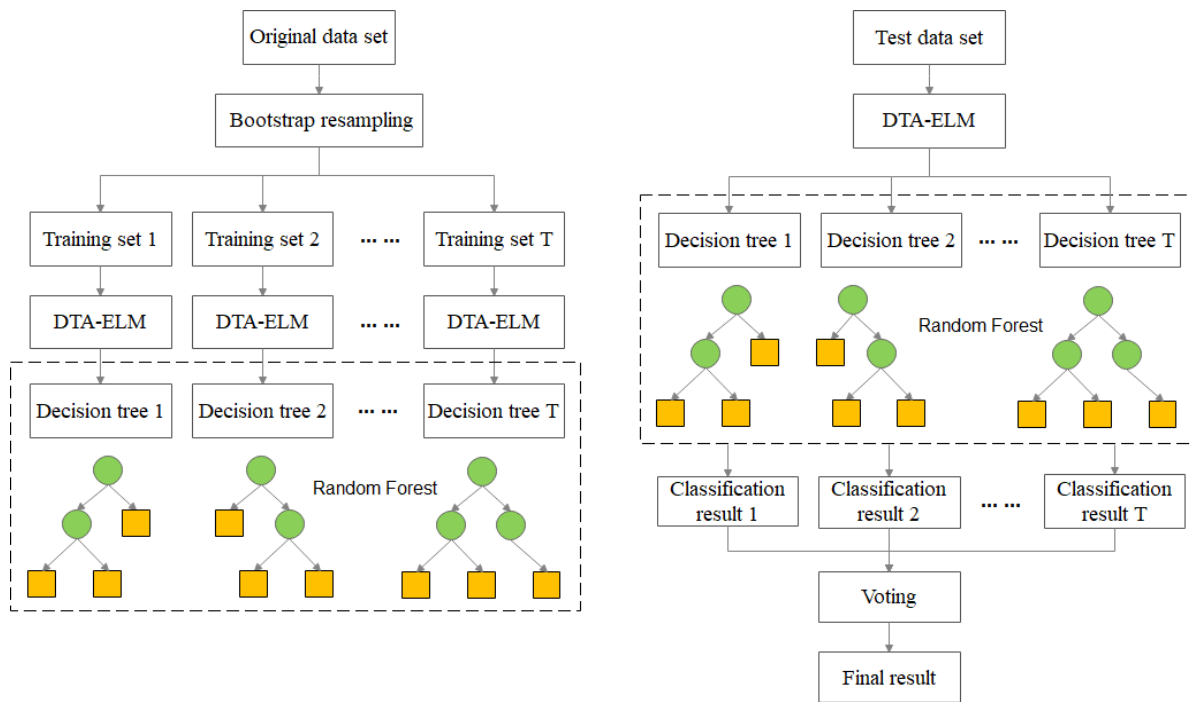 Original data set
Bootstrap resampling
Training set 1
Training set 2
... ...
Training set T
DTA-ELM
DTA-ELM
... ...
DTA-ELM
Decision tree 1
Decision tree 2
... ...
Decision tree T
Random Forest
Test data set
DTA-ELM
Decision tree 1
Decision tree 2
... ...
Decision tree T
Random Forest
Classification
result 1
Classification
result 2
... ...
Classification
result T
Voting
Final result